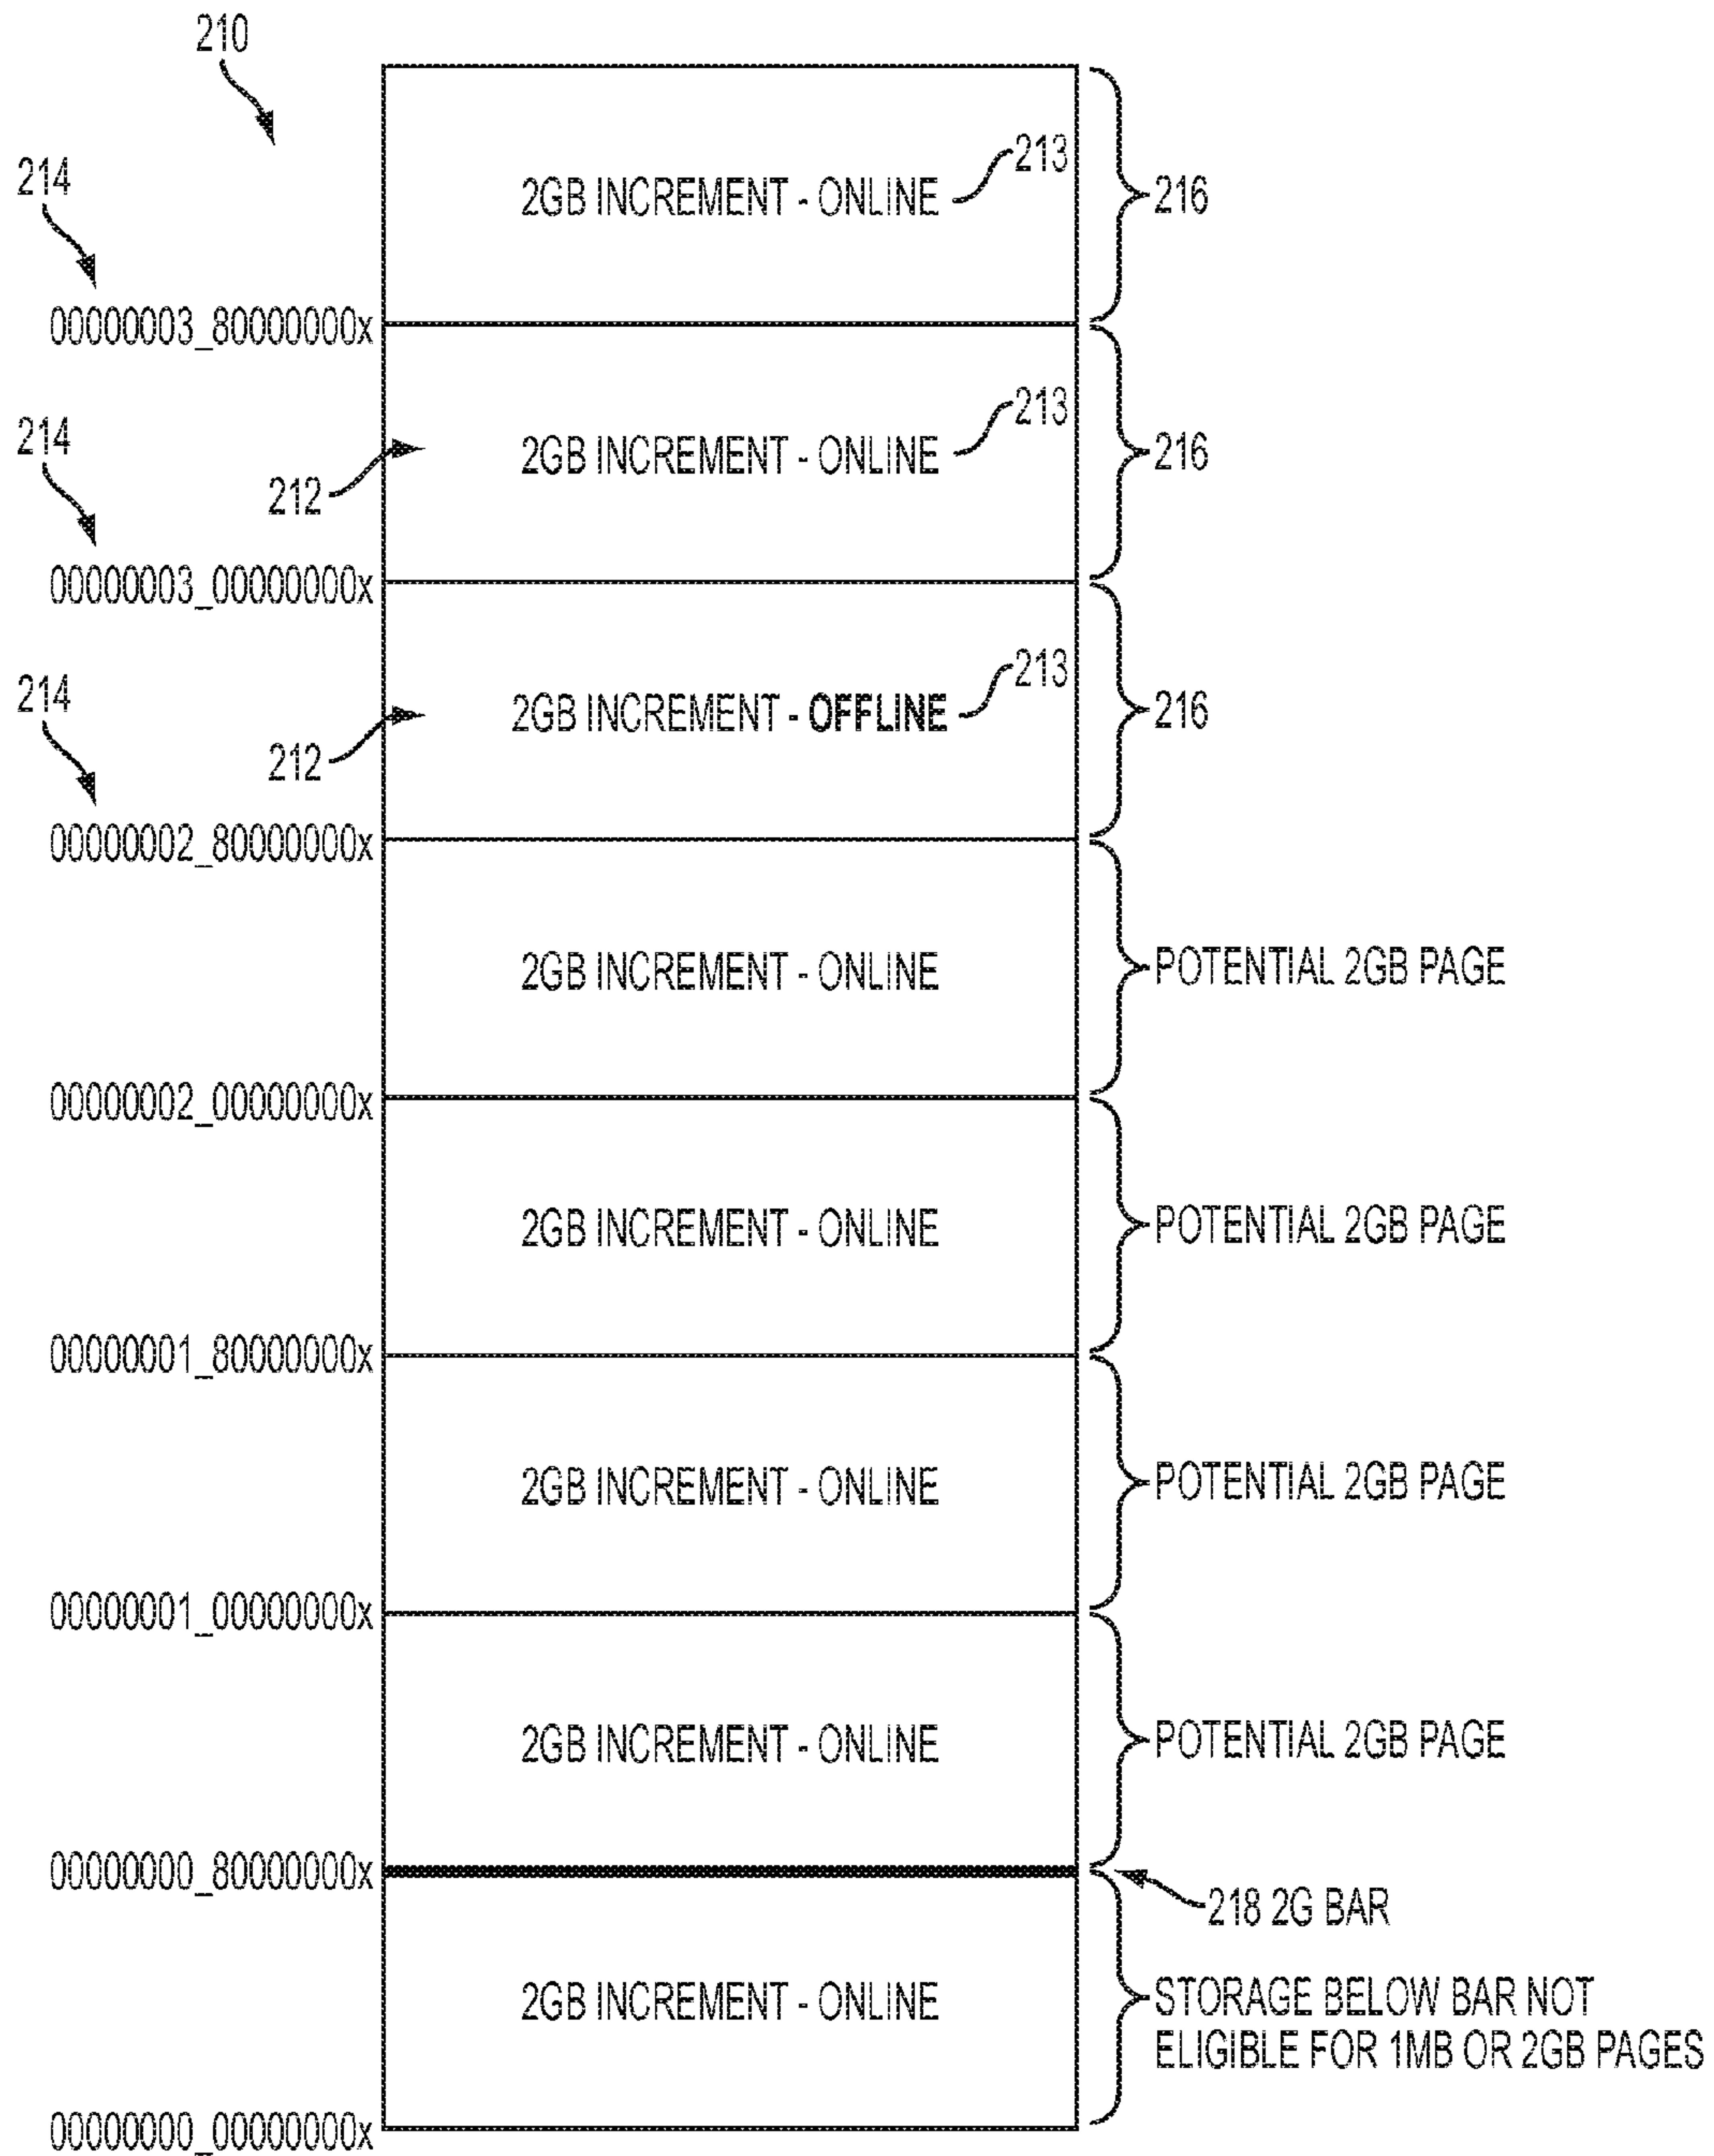 210
2GB INCREMENT - ONLINE
213
216
214
00000003_80000000x
2GB INCREMENT - ONLINE
213
212
216
214
00000003_00000000x
2GB INCREMENT - OFFLINE
213
212
216
214
00000002_80000000x
2GB INCREMENT - ONLINE
POTENTIAL 2GB PAGE
00000002_00000000x
2GB INCREMENT - ONLINE
POTENTIAL 2GB PAGE
00000001_80000000x
2GB INCREMENT - ONLINE
POTENTIAL 2GB PAGE
00000001_00000000x
2GB INCREMENT - ONLINE
POTENTIAL 2GB PAGE
00000000_80000000x
218 2G BAR
2GB INCREMENT - ONLINE
STORAGE BELOW BAR NOT
ELIGIBLE FOR 1MB OR 2GB PAGES
00000000_00000000x